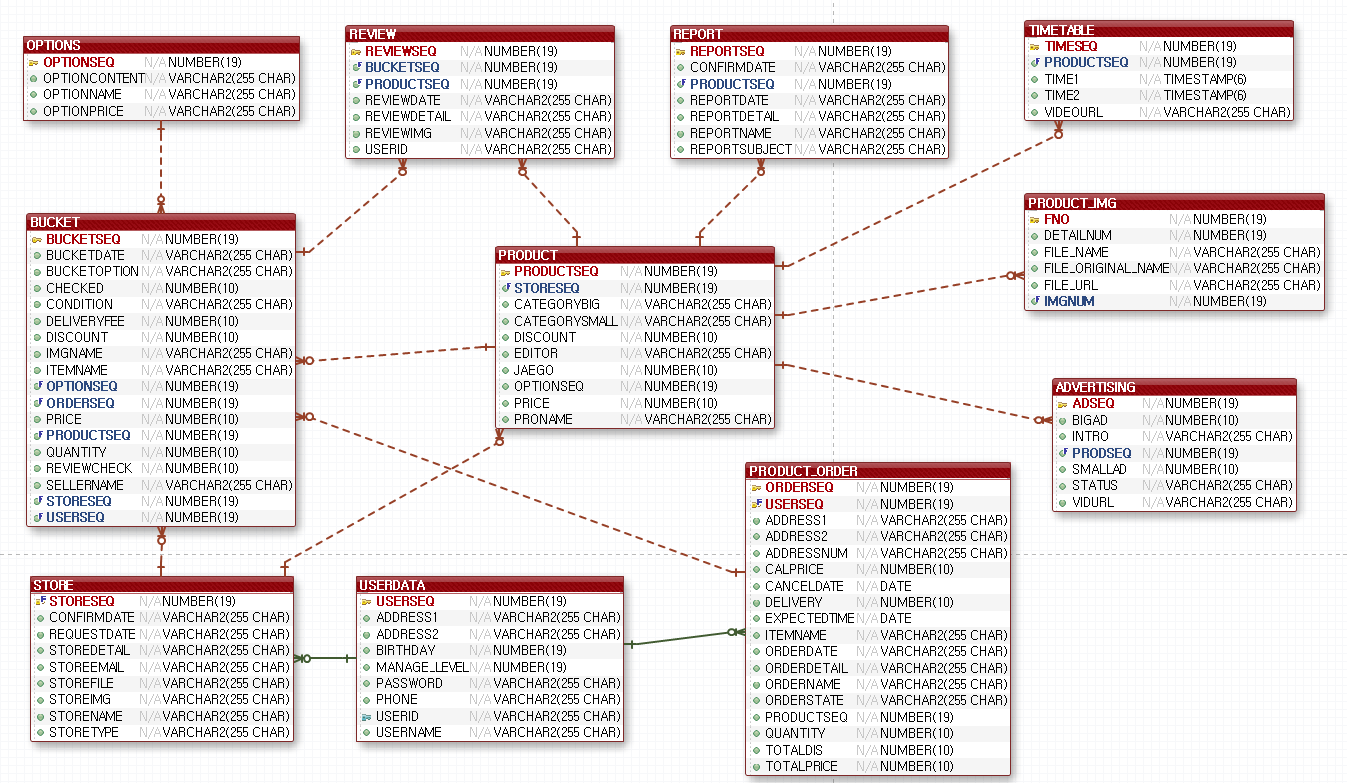 OPTIONS
OPTIONSEQ N/A NUMBER(19)
OPTIONCONTENT N/A VARCHAR2(255 CHAR)
OPTIONNAME N/A VARCHAR2(255 CHAR)
OPTIONPRICE N/A VARCHAR2(255 CHAR)
REVIEW
REVIEWSEQ N/A NUMBER(19)
BUCKETSEQ N/A NUMBER(19)
PRODUCTSEQ N/A NUMBER(19)
REVIEWDATE N/A VARCHAR2(255 CHAR)
REVIEWDETAIL N/A VARCHAR2(255 CHAR)
REVIEWIMG N/A VARCHAR2(255 CHAR)
USERID N/A VARCHAR2(255 CHAR)
REPORT
REPORTSEQ N/A NUMBER(19)
CONFIRMDATE N/A VARCHAR2(255 CHAR)
PRODUCTSEQ N/A NUMBER(19)
REPORTDATE N/A VARCHAR2(255 CHAR)
REPORTDETAIL N/A VARCHAR2(255 CHAR)
REPORTNAME N/A VARCHAR2(255 CHAR)
REPORTSUBJECT N/A VARCHAR2(255 CHAR)
TIMETABLE
TIMESEQ N/A NUMBER(19)
PRODUCTSEQ N/A NUMBER(19)
TIME1 N/A TIMESTAMP(6)
TIME2 N/A TIMESTAMP(6)
VIDEOURL N/A VARCHAR2(255 CHAR)
BUCKET
BUCKETSEQ N/A NUMBER(19)
BUCKETDATE N/A VARCHAR2(255 CHAR)
BUCKETOPTION N/A VARCHAR2(255 CHAR)
CHECKED N/A NUMBER(10)
CONDITION N/A VARCHAR2(255 CHAR)
DELIVERYFEE N/A NUMBER(10)
DISCOUNT N/A NUMBER(10)
IMGNAME N/A VARCHAR2(255 CHAR)
ITEMNAME N/A VARCHAR2(255 CHAR)
OPTIONSEQ N/A NUMBER(19)
ORDERSEQ N/A NUMBER(19)
PRICE N/A NUMBER(10)
PRODUCTSEQ N/A NUMBER(19)
QUANTITY N/A NUMBER(10)
REVIEWCHECK N/A NUMBER(10)
SELLERNAME N/A VARCHAR2(255 CHAR)
STORESEQ N/A NUMBER(19)
USERSEQ N/A NUMBER(19)
PRODUCT
PRODUCTSEQ N/A NUMBER(19)
STORESEQ N/A NUMBER(19)
CATEGORYBIG N/A VARCHAR2(255 CHAR)
CATEGORYSMALL N/A VARCHAR2(255 CHAR)
DISCOUNT N/A NUMBER(10)
EDITOR N/A VARCHAR2(255 CHAR)
JAEGO N/A NUMBER(10)
OPTIONSEQ N/A NUMBER(19)
PRICE N/A NUMBER(10)
PRONAME N/A VARCHAR2(255 CHAR)
PRODUCT_IMG
FNO N/A NUMBER(19)
DETAILNUM N/A NUMBER(19)
FILE_NAME N/A VARCHAR2(255 CHAR)
FILE_ORIGINAL_NAME N/A VARCHAR2(255 CHAR)
FILE_URL N/A VARCHAR2(255 CHAR)
IMGNUM N/A NUMBER(19)
ADVERTISING
ADSEQ N/A NUMBER(19)
BIGAD N/A NUMBER(10)
INTRO N/A VARCHAR2(255 CHAR)
PRODSEQ N/A NUMBER(19)
SMALLAD N/A NUMBER(10)
STATUS N/A VARCHAR2(255 CHAR)
VIDURL N/A VARCHAR2(255 CHAR)
STORE
STORESEQ N/A NUMBER(19)
CONFIRMDATE N/A VARCHAR2(255 CHAR)
REQUESTDATE N/A VARCHAR2(255 CHAR)
STOREDETAIL N/A VARCHAR2(255 CHAR)
STOREEMAIL N/A VARCHAR2(255 CHAR)
STOREFILE N/A VARCHAR2(255 CHAR)
STOREIMG N/A VARCHAR2(255 CHAR)
STORENAME N/A VARCHAR2(255 CHAR)
STORETYPE N/A VARCHAR2(255 CHAR)
USERDATA
USERSEQ N/A NUMBER(19)
ADDRESS1 N/A VARCHAR2(255 CHAR)
ADDRESS2 N/A VARCHAR2(255 CHAR)
BIRTHDAY N/A NUMBER(19)
MANAGE_LEVEL N/A NUMBER(19)
PASSWORD N/A VARCHAR2(255 CHAR)
PHONE N/A VARCHAR2(255 CHAR)
USERID N/A VARCHAR2(255 CHAR)
USERNAME N/A VARCHAR2(255 CHAR)
PRODUCT_ORDER
ORDERSEQ N/A NUMBER(19)
USERSEQ N/A NUMBER(19)
ADDRESS1 N/A VARCHAR2(255 CHAR)
ADDRESS2 N/A VARCHAR2(255 CHAR)
ADDRESSNUM N/A VARCHAR2(255 CHAR)
CALPRICE N/A NUMBER(10)
CANCELDATE N/A DATE
DELIVERY N/A NUMBER(10)
EXPECTEDTIME N/A DATE
ITEMNAME N/A VARCHAR2(255 CHAR)
ORDERDATE N/A VARCHAR2(255 CHAR)
ORDERDETAIL N/A VARCHAR2(255 CHAR)
ORDERNAME N/A VARCHAR2(255 CHAR)
ORDERSTATE N/A VARCHAR2(255 CHAR)
PRODUCTSEQ N/A NUMBER(19)
QUANTITY N/A NUMBER(10)
TOTALDIS N/A NUMBER(10)
TOTALPRICE N/A NUMBER(10)